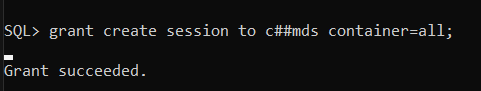 SQL> grant create session to c##mds container=all;
Grant succeeded.